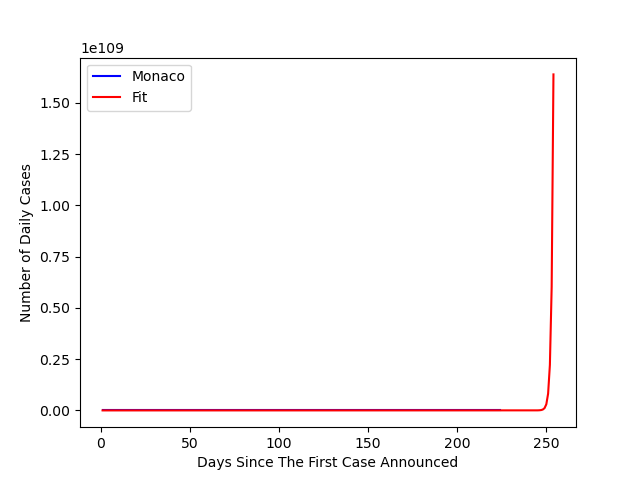 1e109
Monaco
Fit
1.50
1.25
1.00
0.75
0.50
0.25
0.00
Number of Daily Cases
0 50 100 150 200 250
Days Since The First Case Announced